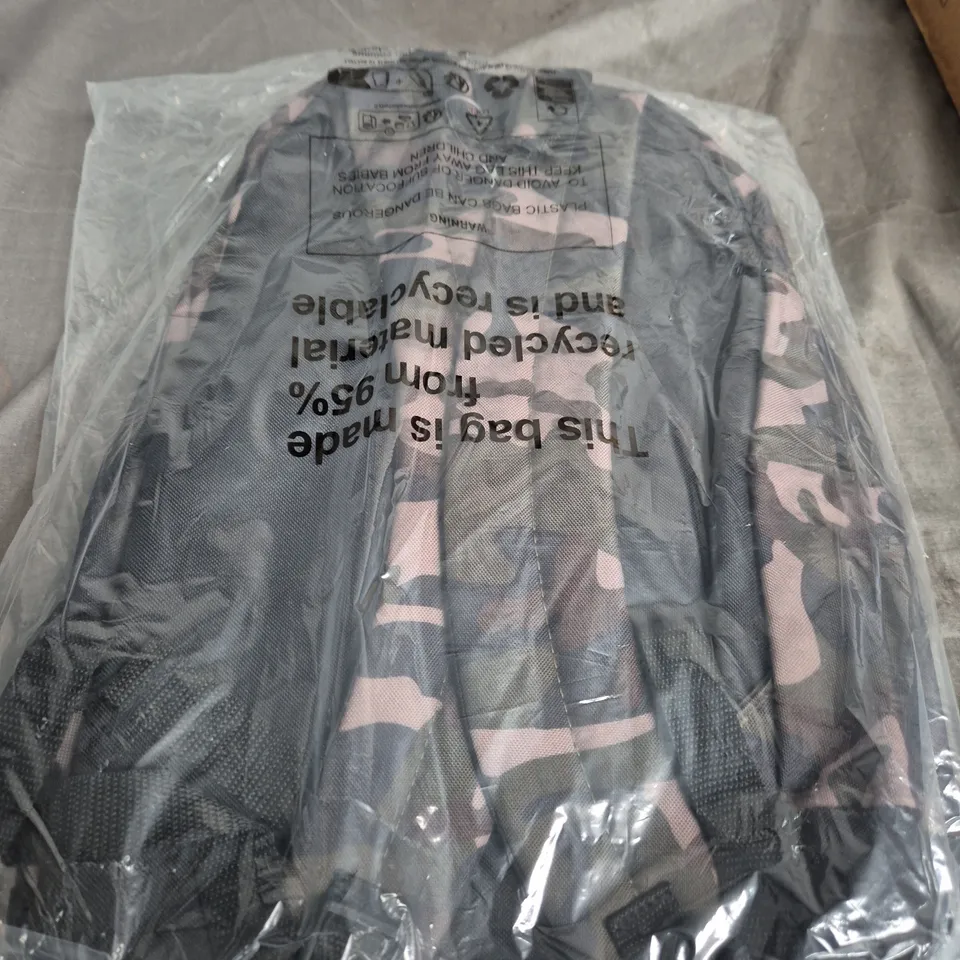 This bag is made
from 95%
recycled material
and is recyclable
WARNING
PLASTIC BAGS CAN BE DANGEROUS
TO AVOID DANGER OF SUFFOCATION
KEEP THIS BAG AWAY FROM BABIES
AND CHILDREN